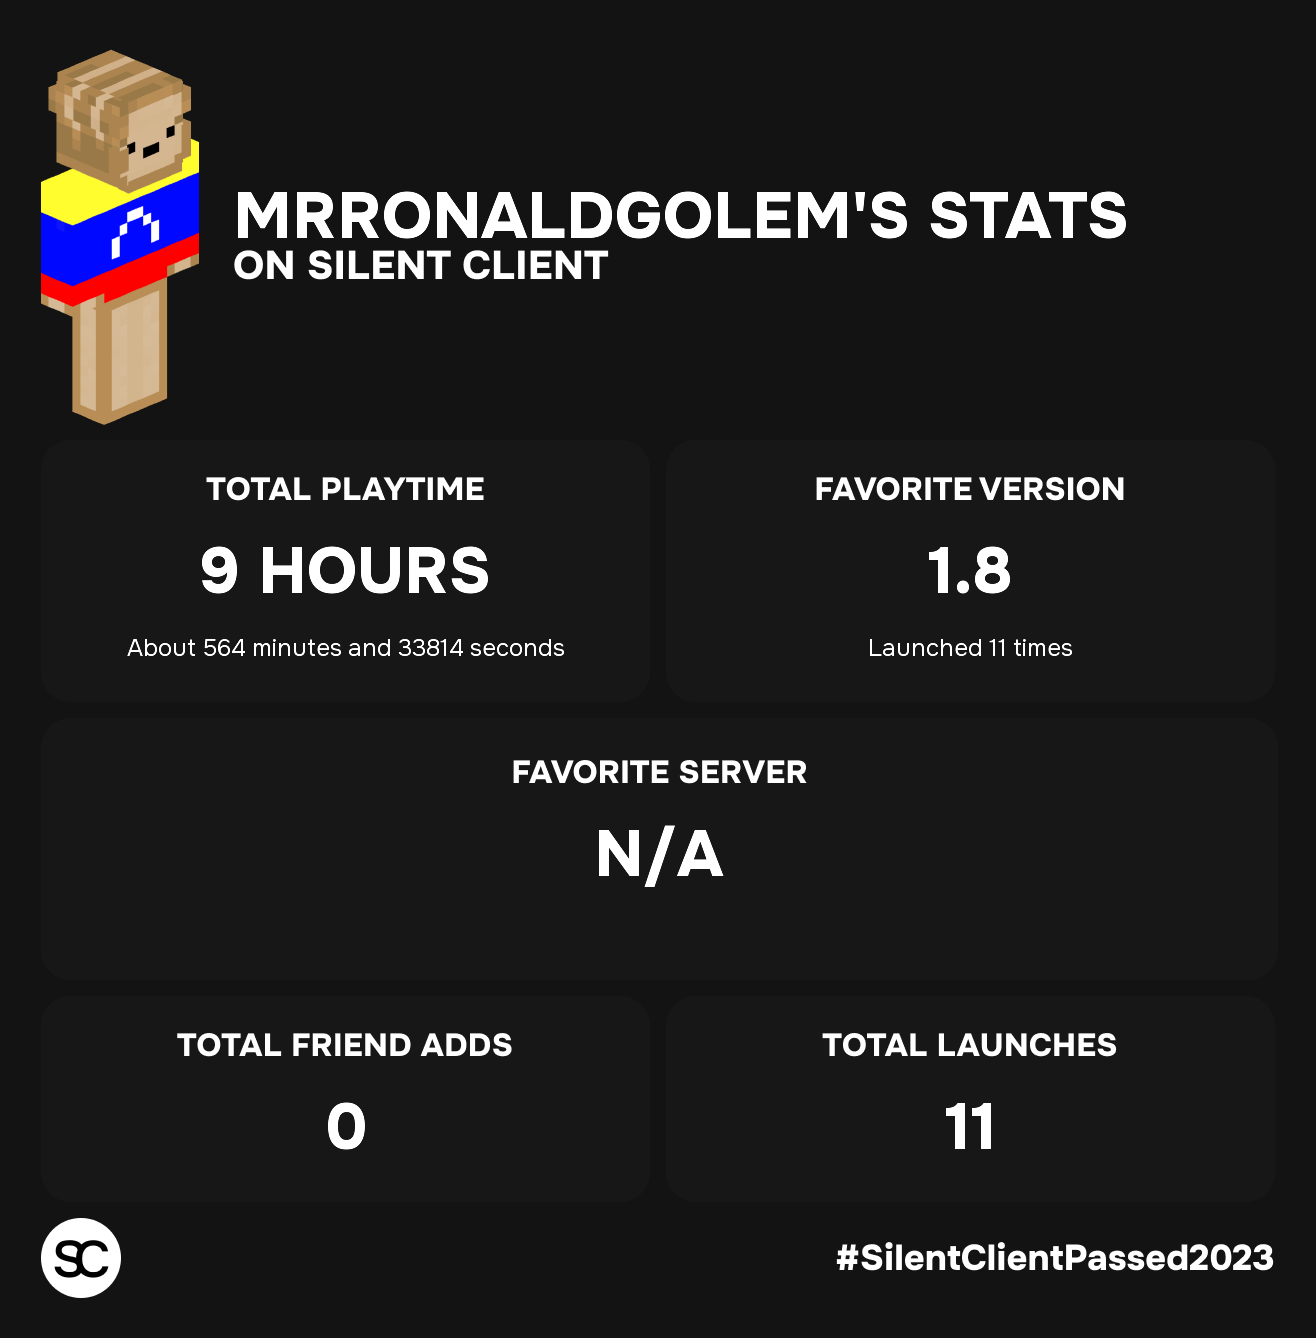 MRRONALDGOLEM'S STATS
ON SILENT CLIENT
TOTAL PLAYTIME
9 HOURS
About 564 minutes and 33814 seconds
FAVORITE VERSION
1.8
Launched 11 times
FAVORITE SERVER
N/A
TOTAL FRIEND ADDS
0
TOTAL LAUNCHES
11
SC
#SilentClientPassed2023